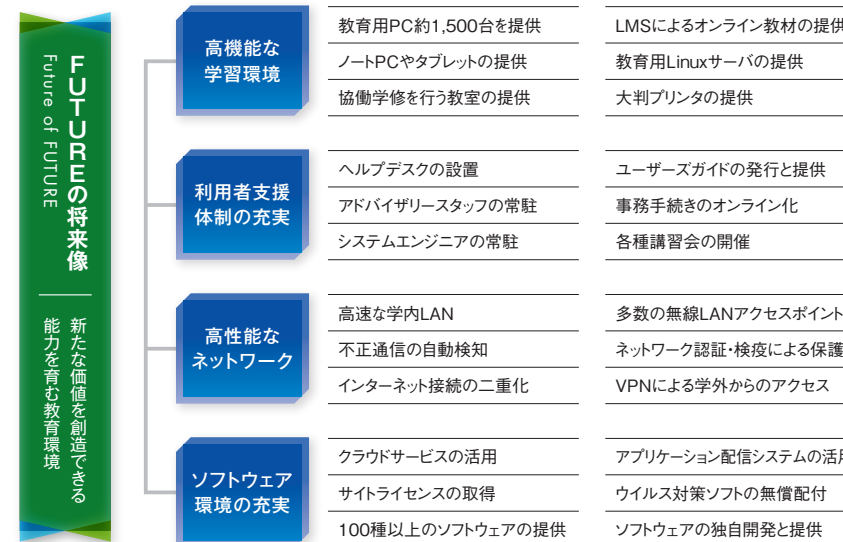 FUTUREの将来像
Future of FUTURE
新たな価値を創造できる
能力を育む教育環境
高機能な
学習環境
教育用PC約1,500台を提供
ノートPCやタブレットの提供
協働学修を行う教室の提供
LMSによるオンライン教材の提供
教育用Linuxサーバの提供
大判プリンタの提供
利用者支援
体制の充実
ヘルプデスクの設置
アドバイザリースタッフの常駐
システムエンジニアの常駐
ユーザーズガイドの発行と提供
事務手続きのオンライン化
各種講習会の開催
高性能な
ネットワーク
高速な学内LAN
不正通信の自動検知
インターネット接続の二重化
多数の無線LANアクセスポイント
ネットワーク認証・検疫による保護
VPNによる学外からのアクセス
ソフトウェア
環境の充実
クラウドサービスの活用
サイトライセンスの取得
100種以上のソフトウェアの提供
アプリケーション配信システムの活用
ウイルス対策ソフトの無償配付
ソフトウェアの独自開発と提供